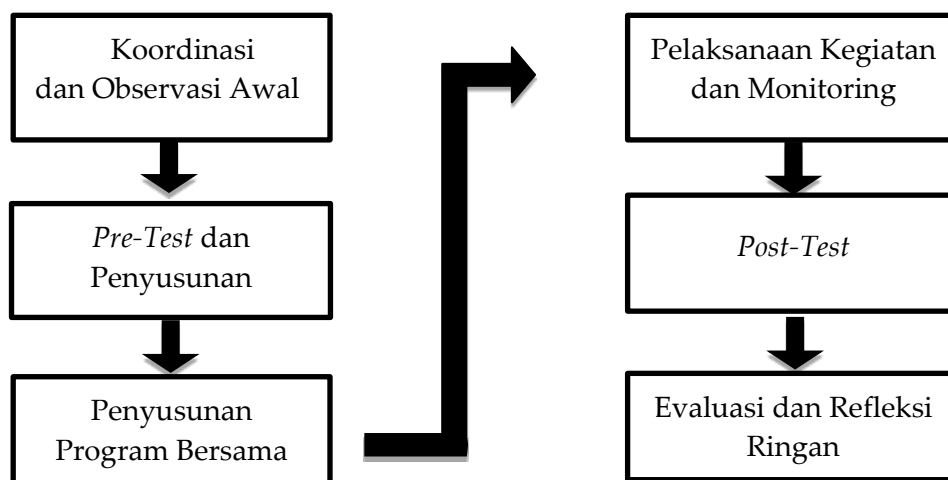 Koordinasi
dan Observasi Awal
Pre-Test dan
Penyusunan
Penyusunan
Program Bersama
Pelaksanaan Kegiatan
dan Monitoring
Post-Test
Evaluasi dan Refleksi
Ringan